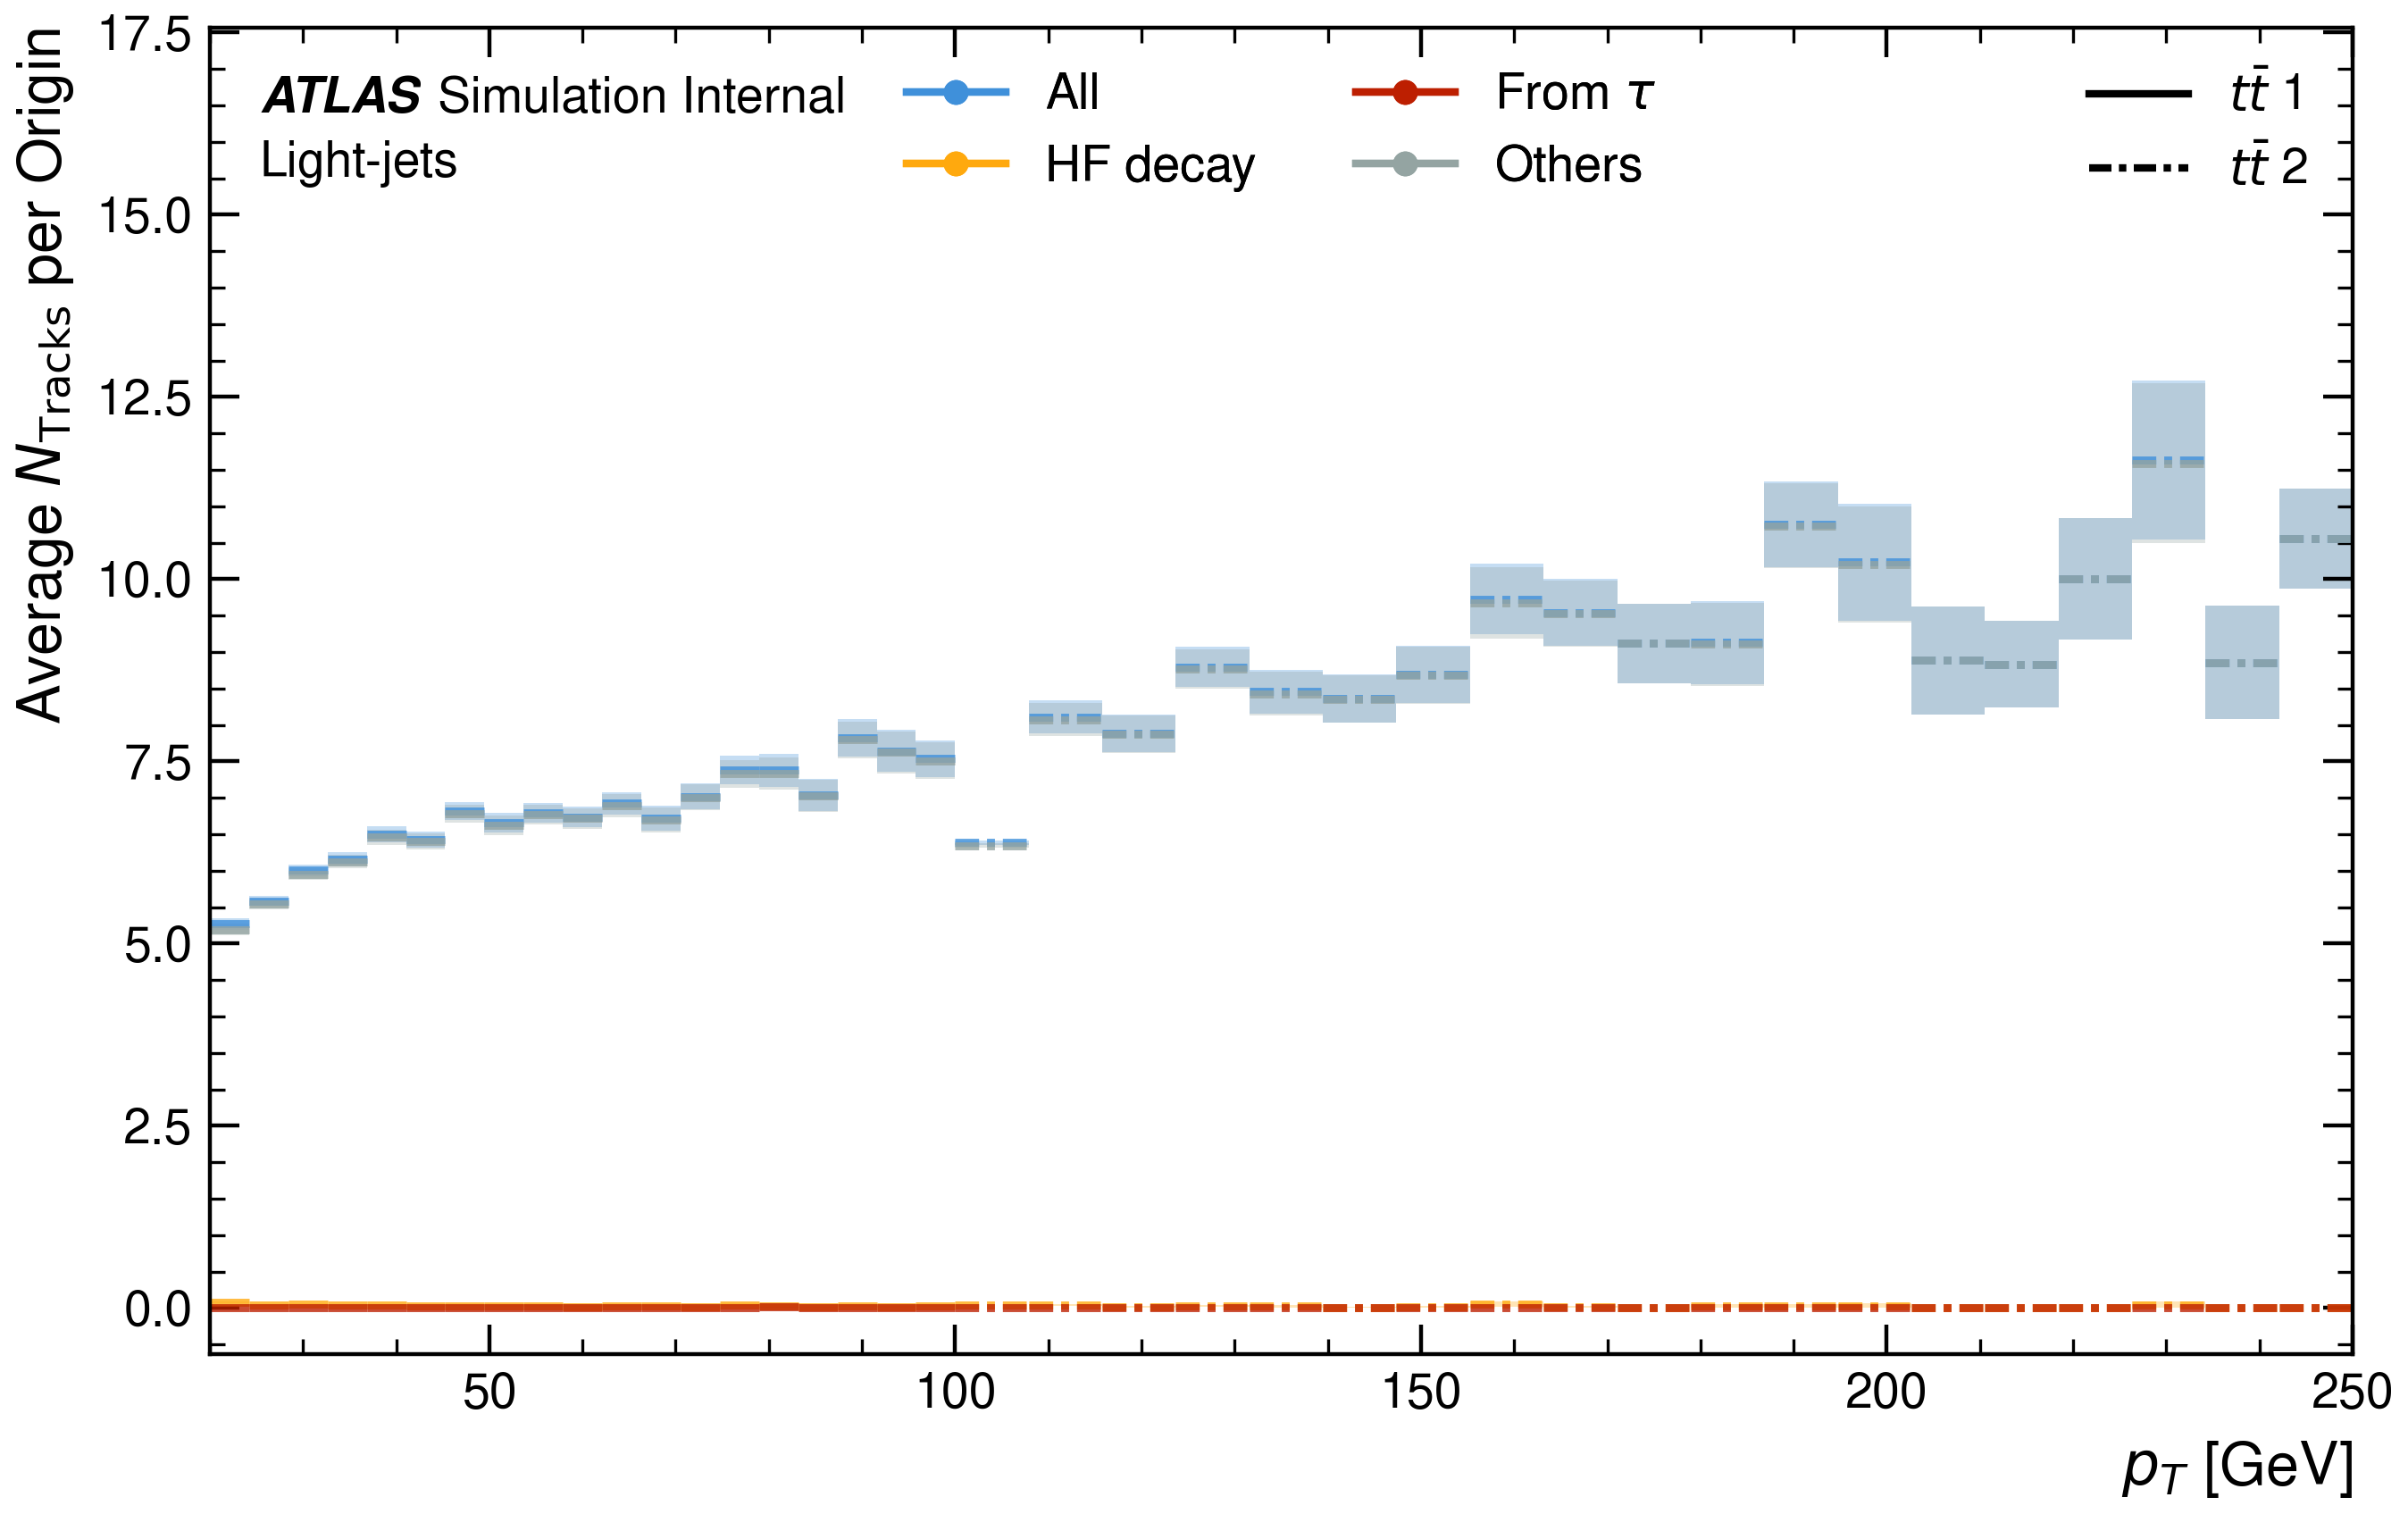 Average N_Tracks per Origin
17.5
15.0
12.5
10.0
7.5
5.0
2.5
0.0
ATLAS Simulation Internal
Light-jets
All
HF decay
From τ
Others
tt̄ 1
tt̄ 2
50
100
150
200
250
p_T [GeV]